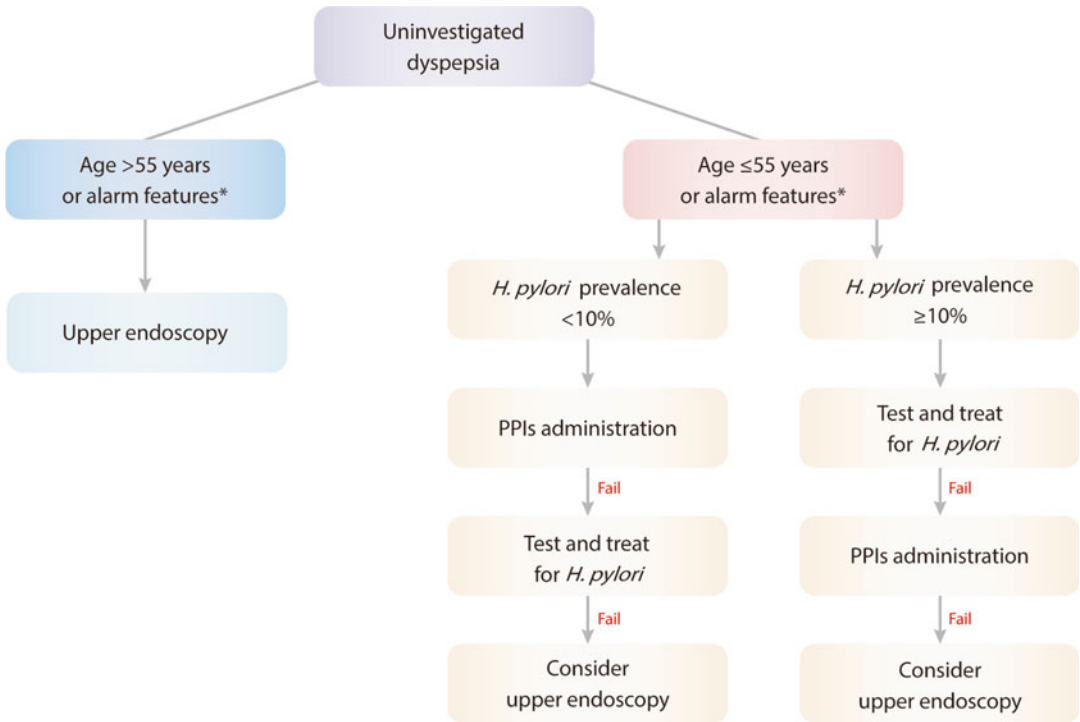 Uninvestigated
dyspepsia
Age >55 years
or alarm features*
Upper endoscopy
Age ≤55 years
or alarm features*
H. pylori prevalence
<10%
PPIs administration
Fail
Test and treat
for H. pylori
Fail
Consider
upper endoscopy
H. pylori prevalence
≥10%
Test and treat
for H. pylori
Fail
PPIs administration
Fail
Consider
upper endoscopy